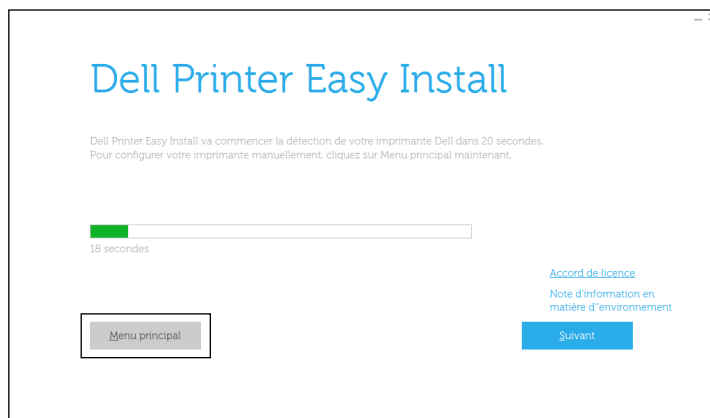 Dell Printer Easy Install
Dell Printer Easy Install va commencer la détection de votre imprimante Dell dans 20 secondes.
Pour configurer votre imprimante manuellement, cliquez sur Menu principal maintenant.
18 secondes
Accord de licence
Note d'information en
matière d''environnement
Menu principal
Suivant